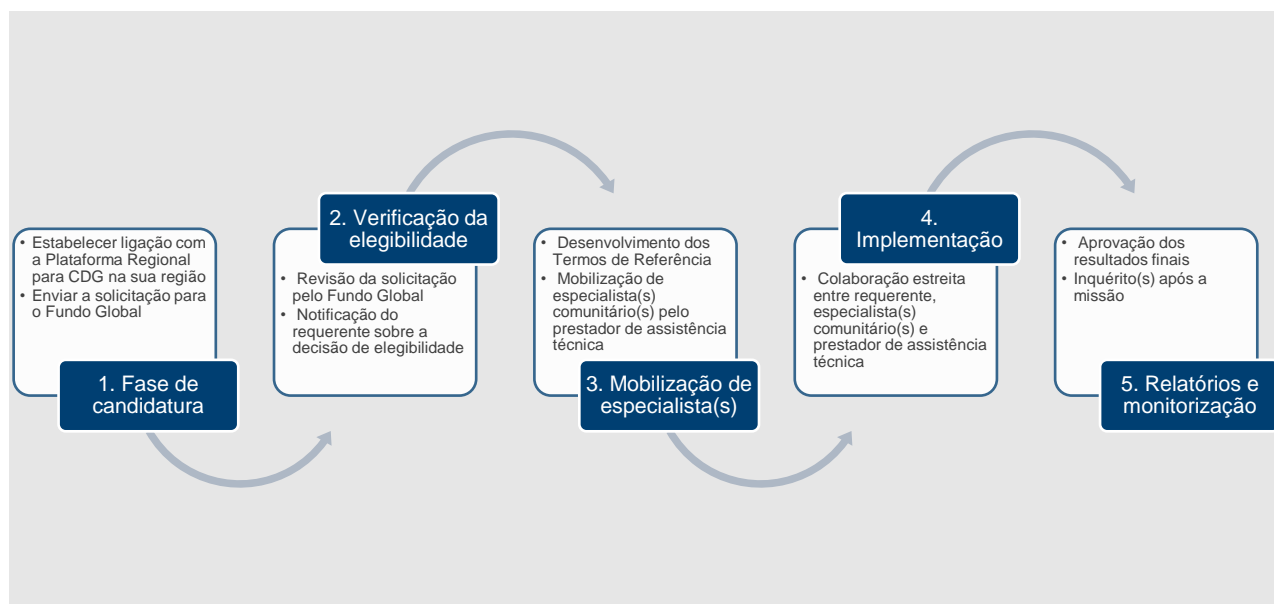 • Estabelecer ligação com
a Plataforma Regional
para CDG na sua região
• Enviar a solicitação para
o Fundo Global
1. Fase de
candidatura
2. Verificação da
elegibilidade
• Revisão da solicitação
pelo Fundo Global
• Notificação do
requerente sobre a
decisão de elegibilidade
• Desenvolvimento dos
Termos de Referência
• Mobilização de
especialista(s)
comunitário(s) pelo
prestador de assistência
técnica
3. Mobilização de
especialista(s)
4.
Implementação
• Colaboração estreita
entre requerente,
especialista(s)
comunitário(s) e
prestador de assistência
técnica
• Aprovação dos
resultados finais
• Inquérito(s) após a
missão
5. Relatórios e
monitorização